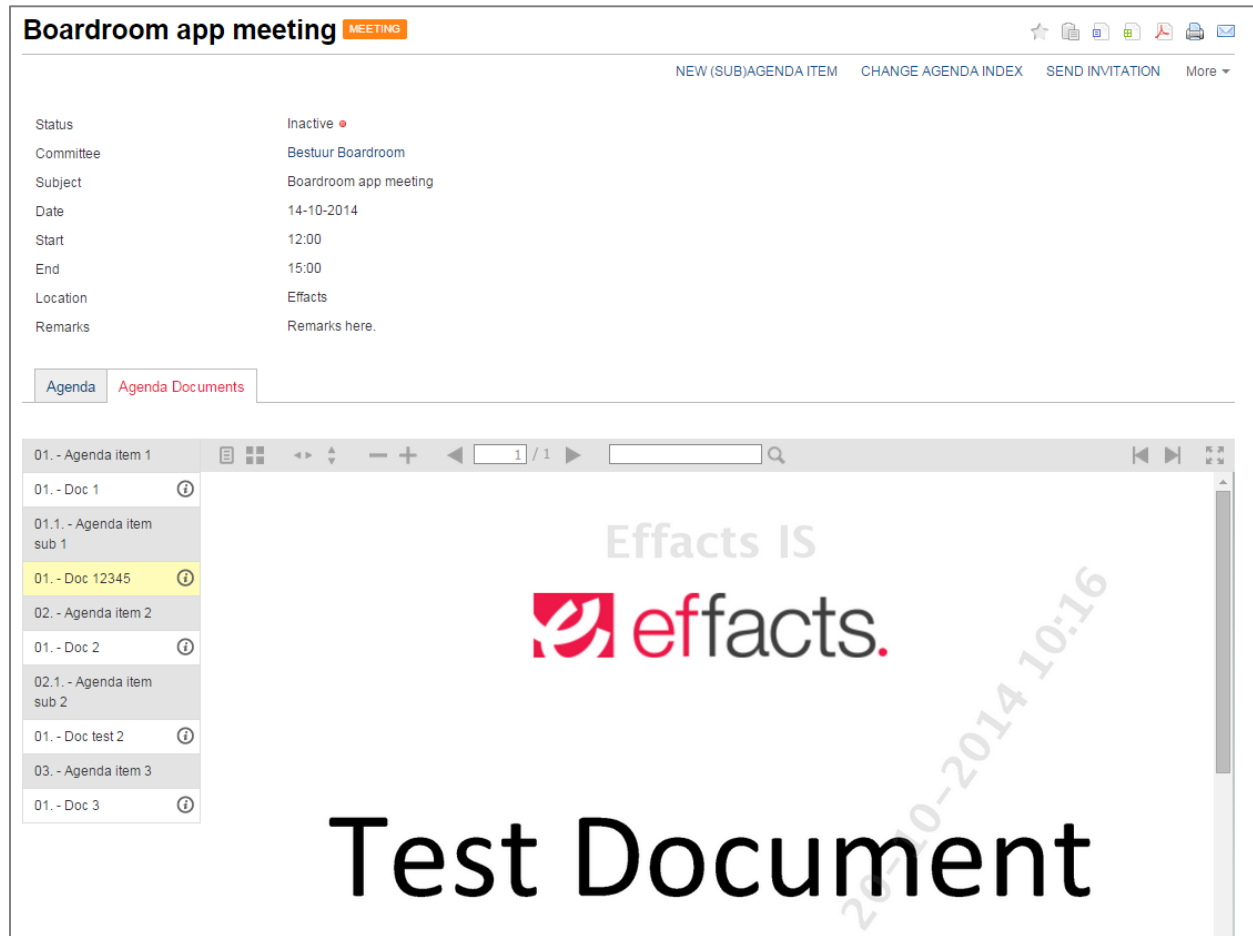 Boardroom app meeting MEETING
NEW (SUB)AGENDA ITEM CHANGE AGENDA INDEX SEND INVITATION More
Status Inactive
Committee Bestuur Boardroom
Subject Boardroom app meeting
Date 14-10-2014
Start 12:00
End 15:00
Location Effacts
Remarks Remarks here.
Agenda Agenda Documents
01. - Agenda item 1
1 / 1
01. - Doc 1
01.1. - Agenda item
sub 1
01. - Doc 12345
02. - Agenda item 2
01. - Doc 2
02.1. - Agenda item
sub 2
01. - Doc test 2
03. - Agenda item 3
01. - Doc 3
Effacts IS
effacts.
20-10-2014 10:16
Test Document